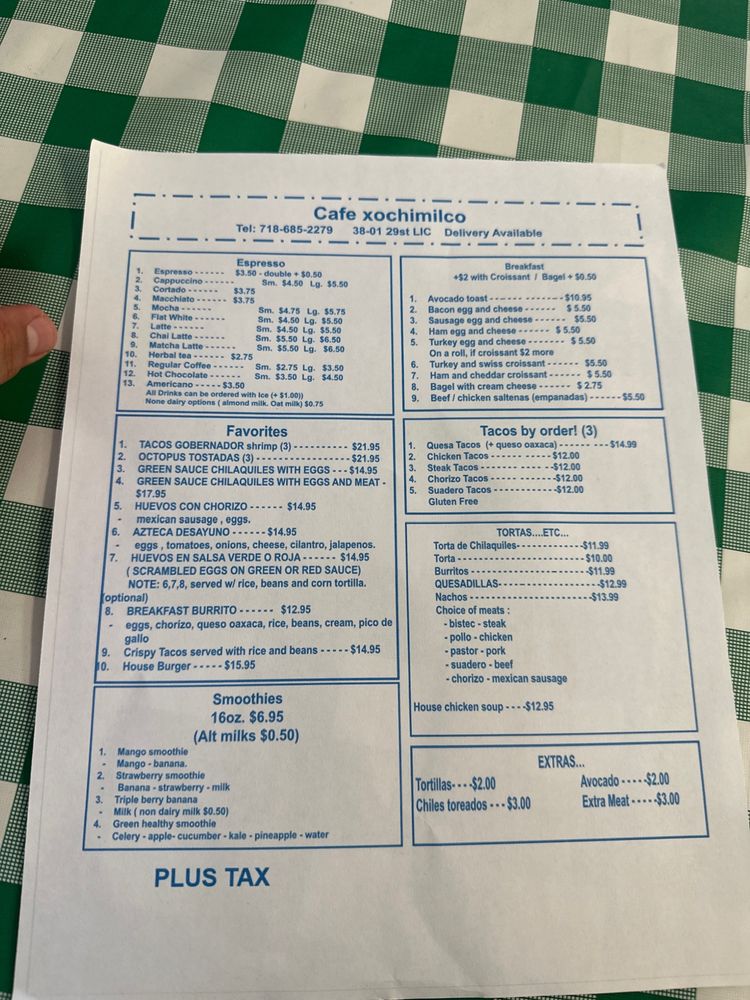 Cafe xochimilco
Tel: 718-685-2279 38-01 29st LIC Delivery Available
Espresso
1. Espresso ------ $3.50 - double + $0.50
2. Cappuccino ------ Sm. $4.50 Lg. $5.50
3. Cortado ------ $3.75
4. Macchiato ------ $3.75
5. Mocha ------ Sm. $4.75 Lg. $5.75
6. Flat White ------ Sm. $4.50 Lg. $5.50
7. Latte ------ Sm. $4.50 Lg. $5.50
8. Chai Latte ------ Sm. $5.50 Lg. $6.50
9. Matcha Latte ------ Sm. $5.50 Lg. $6.50
10. Herbal tea ------ $2.75
11. Regular Coffee ------ Sm. $2.75 Lg. $3.50
12. Hot Chocolate ------ Sm. $3.50 Lg. $4.50
13. Americano ----- $3.50
All Drinks can be ordered with Ice (+ $1.00))
None dairy options ( almond milk. Oat milk) $0.75
Favorites
1. TACOS GOBERNADOR shrimp (3) ---------- $21.95
2. OCTOPUS TOSTADAS (3) ----------------- $21.95
3. GREEN SAUCE CHILAQUILES WITH EGGS --- $14.95
4. GREEN SAUCE CHILAQUILES WITH EGGS AND MEAT -
$17.95
5. HUEVOS CON CHORIZO ------ $14.95
- mexican sausage , eggs.
6. AZTECA DESAYUNO ------ $14.95
- eggs , tomatoes, onions, cheese, cilantro, jalapenos.
7. HUEVOS EN SALSA VERDE O ROJA ------ $14.95
( SCRAMBLED EGGS ON GREEN OR RED SAUCE)
NOTE: 6,7,8, served w/ rice, beans and corn tortilla.
(optional)
8. BREAKFAST BURRITO ------ $12.95
- eggs, chorizo, queso oaxaca, rice, beans, cream, pico de
gallo
9. Crispy Tacos served with rice and beans ----- $14.95
10. House Burger ----- $15.95
Smoothies
16oz. $6.95
(Alt milks $0.50)
1. Mango smoothie
- Mango - banana.
2. Strawberry smoothie
- Banana - strawberry - milk
3. Triple berry banana
- Milk ( non dairy milk $0.50)
4. Green healthy smoothie
- Celery - apple- cucumber - kale - pineapple - water
PLUS TAX
Breakfast
+$2 with Croissant / Bagel + $0.50
1. Avocado toast -------------- $10.95
2. Bacon egg and cheese ------ $ 5.50
3. Sausage egg and cheese ------ $5.50
4. Ham egg and cheese ------ $ 5.50
5. Turkey egg and cheese ------ $ 5.50
On a roll, if croissant $2 more
6. Turkey and swiss croissant ------ $5.50
7. Ham and cheddar croissant ------ $ 5.50
8. Bagel with cream cheese ------ $ 2.75
9. Beef / chicken saltenas (empanadas) ------ $5.50
Tacos by order! (3)
1. Quesa Tacos (+ queso oaxaca) --------- $14.99
2. Chicken Tacos ----------------- $12.00
3. Steak Tacos ------------------- $12.00
4. Chorizo Tacos ---------------- $12.00
5. Suadero Tacos ---------------- $12.00
Gluten Free
TORTAS....ETC...
Torta de Chilaquiles --------------- $11.99
Torta ----------------------------- $10.00
Burritos --------------------------- $11.99
QUESADILLAS --------------------- $12.99
Nachos --------------------------- $13.99
Choice of meats :
- bistec - steak
- pollo - chicken
- pastor - pork
- suadero - beef
- chorizo - mexican sausage
House chicken soup ---- $12.95
EXTRAS...
Tortillas---- $2.00 Avocado ----- $2.00
Chiles toreados --- $3.00 Extra Meat ----- $3.00